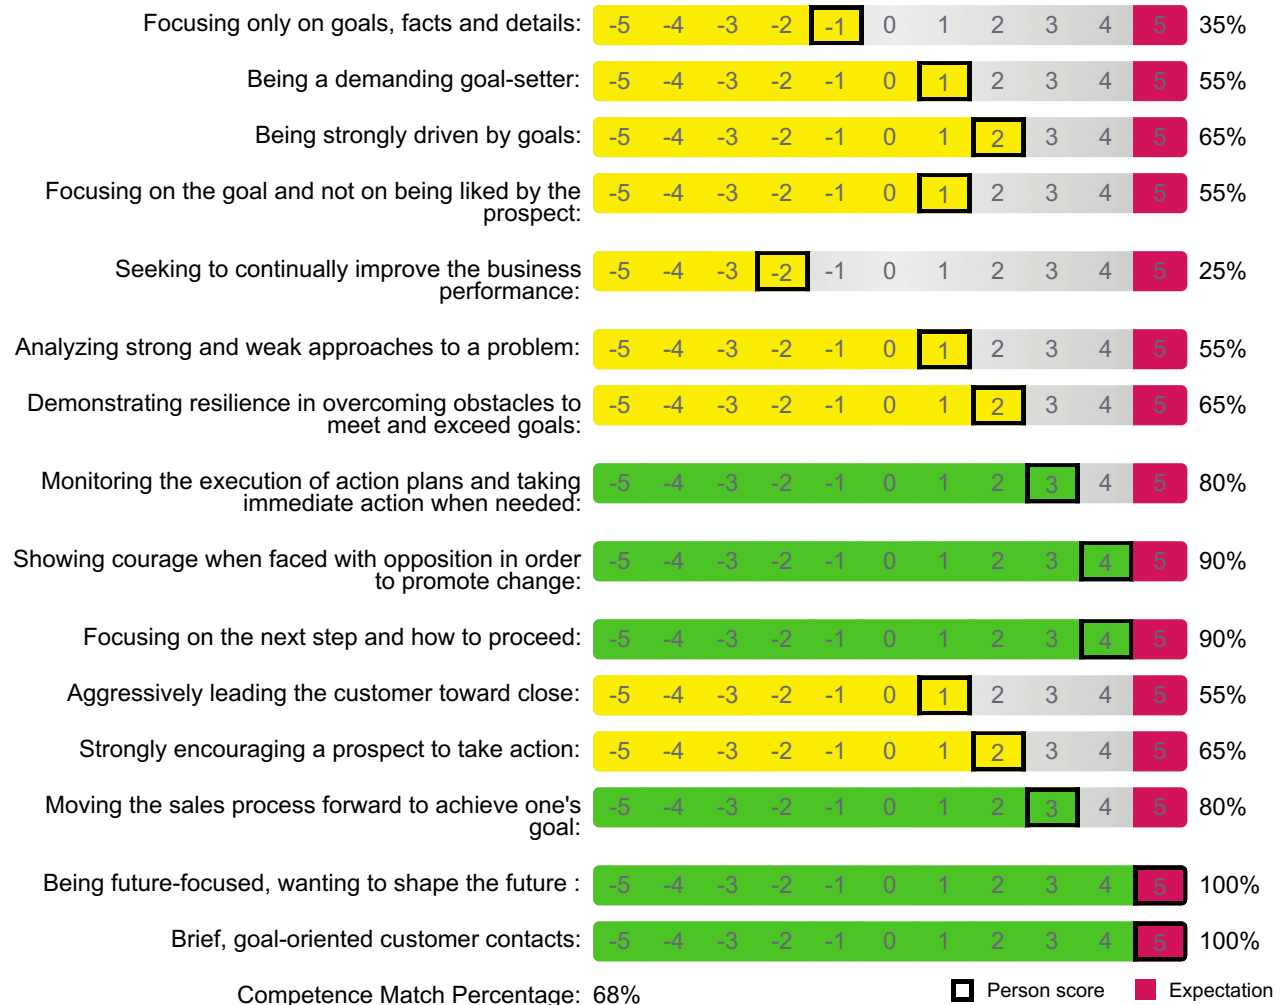 Focusing only on goals, facts and details: -5 -4 -3 -2 -1 0 1 2 3 4 5 35%
Being a demanding goal-setter: -5 -4 -3 -2 -1 0 1 2 3 4 5 55%
Being strongly driven by goals: -5 -4 -3 -2 -1 0 1 2 3 4 5 65%
Focusing on the goal and not on being liked by the
prospect: -5 -4 -3 -2 -1 0 1 2 3 4 5 55%
Seeking to continually improve the business
performance: -5 -4 -3 -2 -1 0 1 2 3 4 5 25%
Analyzing strong and weak approaches to a problem: -5 -4 -3 -2 -1 0 1 2 3 4 5 55%
Demonstrating resilience in overcoming obstacles to
meet and exceed goals: -5 -4 -3 -2 -1 0 1 2 3 4 5 65%
Monitoring the execution of action plans and taking
immediate action when needed: -5 -4 -3 -2 -1 0 1 2 3 4 5 80%
Showing courage when faced with opposition in order
to promote change: -5 -4 -3 -2 -1 0 1 2 3 4 5 90%
Focusing on the next step and how to proceed: -5 -4 -3 -2 -1 0 1 2 3 4 5 90%
Aggressively leading the customer toward close: -5 -4 -3 -2 -1 0 1 2 3 4 5 55%
Strongly encouraging a prospect to take action: -5 -4 -3 -2 -1 0 1 2 3 4 5 65%
Moving the sales process forward to achieve one's
goal: -5 -4 -3 -2 -1 0 1 2 3 4 5 80%
Being future-focused, wanting to shape the future : -5 -4 -3 -2 -1 0 1 2 3 4 5 100%
Brief, goal-oriented customer contacts: -5 -4 -3 -2 -1 0 1 2 3 4 5 100%
Competence Match Percentage: 68% Person score Expectation